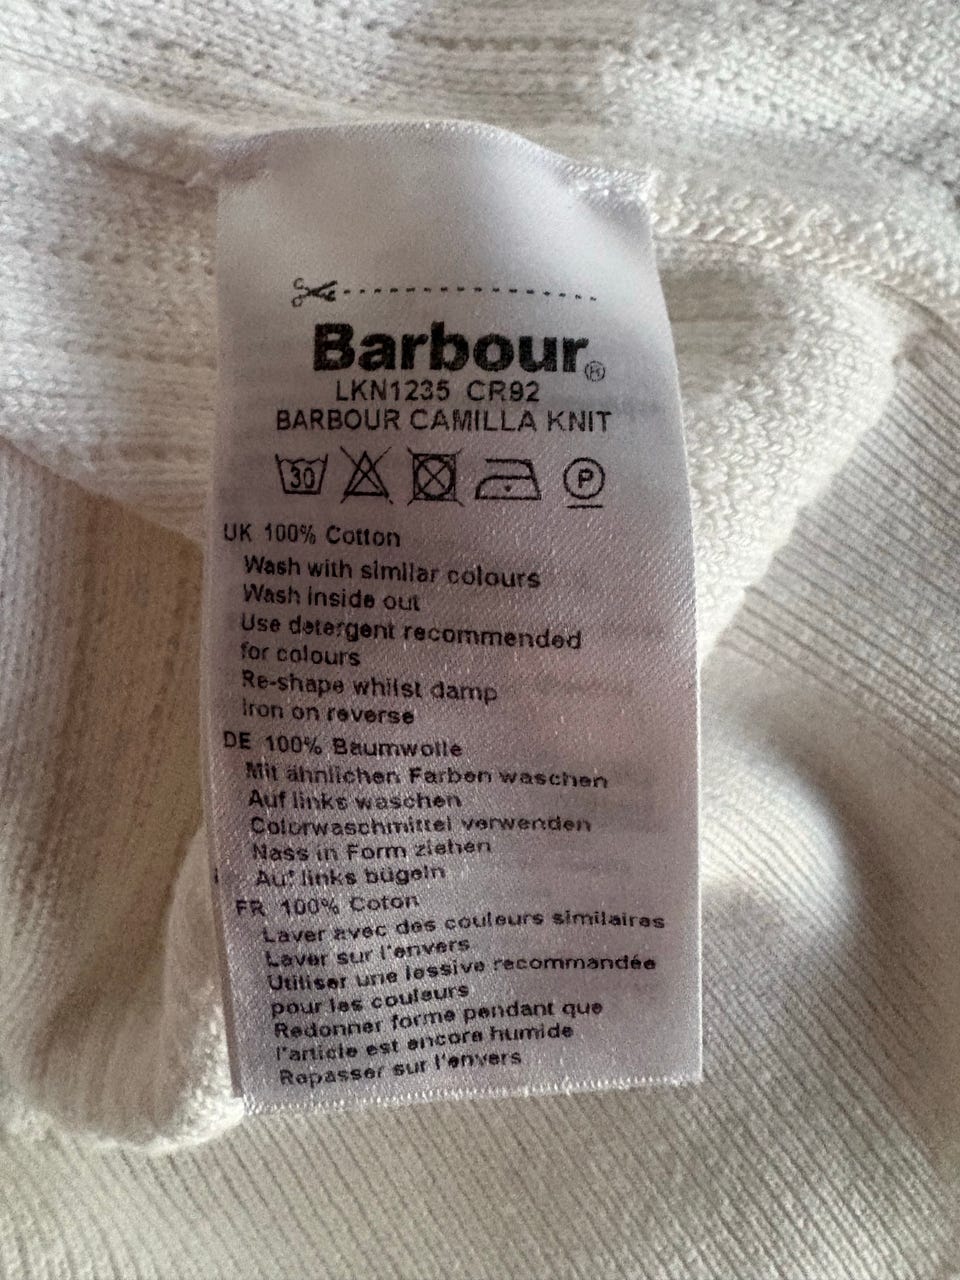 Barbour®
LKN1235 CR92
BARBOUR CAMILLA KNIT
30 P
UK 100% Cotton
Wash with similar colours
Wash inside out
Use detergent recommended
for colours
Re-shape whilst damp
Iron on reverse
DE 100% Baumwolle
Mit ähnlichen Farben waschen
Auf links waschen
Colorwaschmittel verwenden
Nass in Form ziehen
Auf links bügeln
FR 100% Coton
Laver avec des couleurs similaires
Laver sur l'envers
Utiliser une lessive recommandée
pour les couleurs
Redonner forme pendant que
l'article est encore humide
Repasser sur l'envers